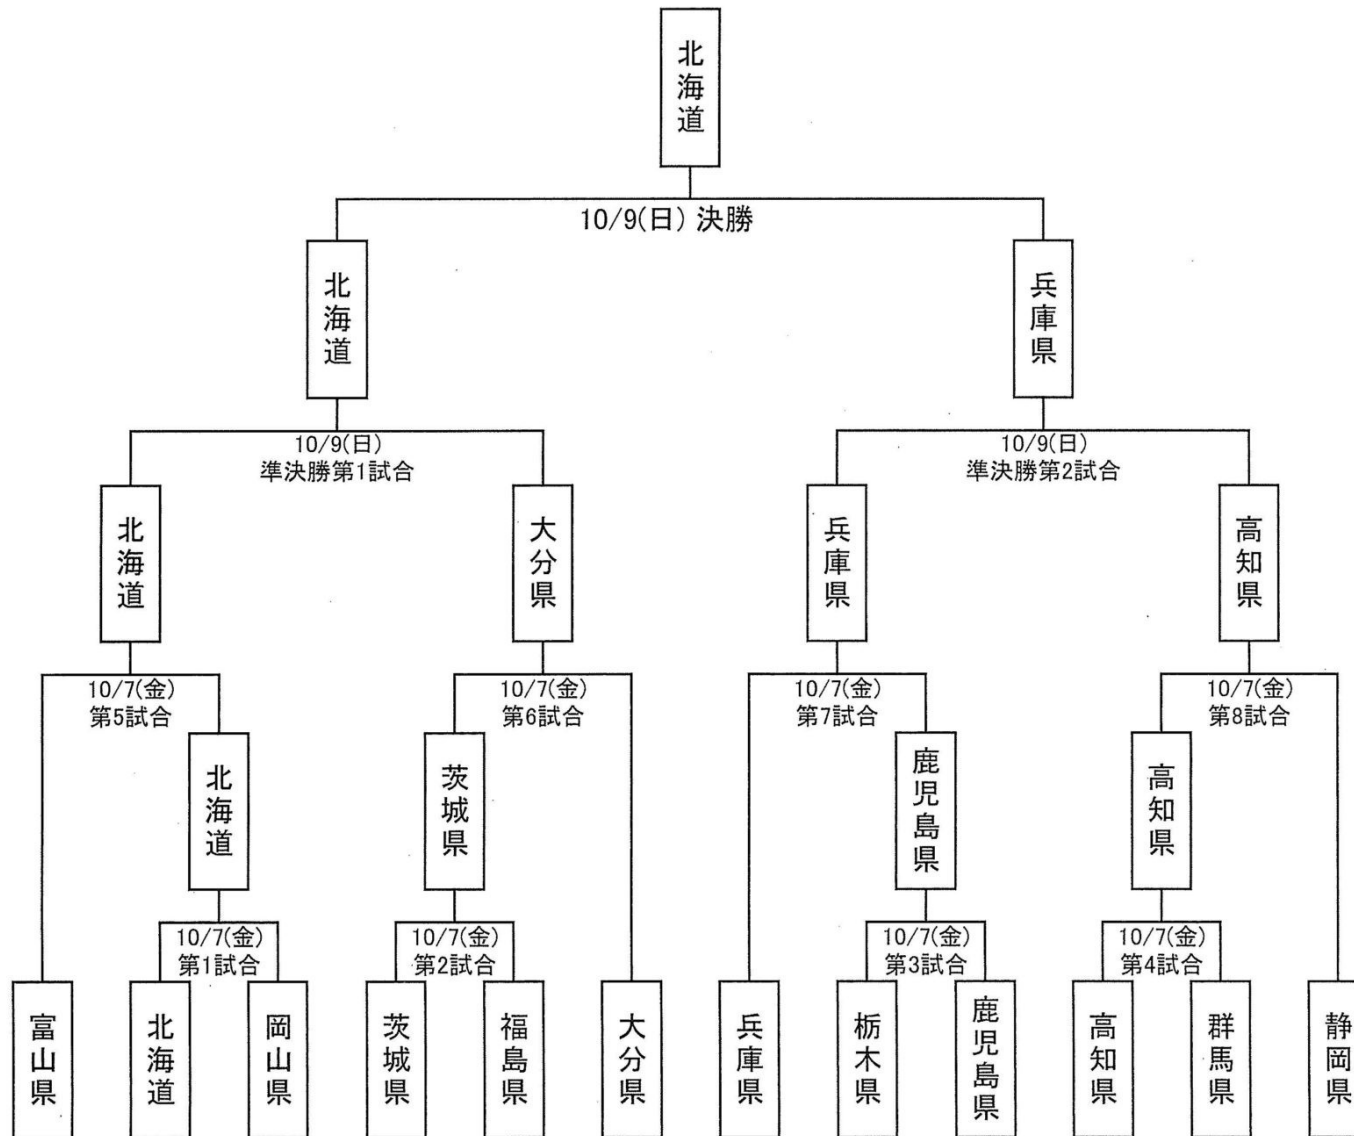 北海道
10/9(日) 決勝
北海道
兵庫県
10/9(日)
準決勝第1試合
10/9(日)
準決勝第2試合
北海道
大分県
兵庫県
高知県
10/7(金)
第5試合
10/7(金)
第6試合
10/7(金)
第7試合
10/7(金)
第8試合
北海道
茨城県
鹿児島県
高知県
10/7(金)
第1試合
10/7(金)
第2試合
10/7(金)
第3試合
10/7(金)
第4試合
富山県
北海道
岡山県
茨城県
福島県
大分県
兵庫県
栃木県
鹿児島県
高知県
群馬県
静岡県